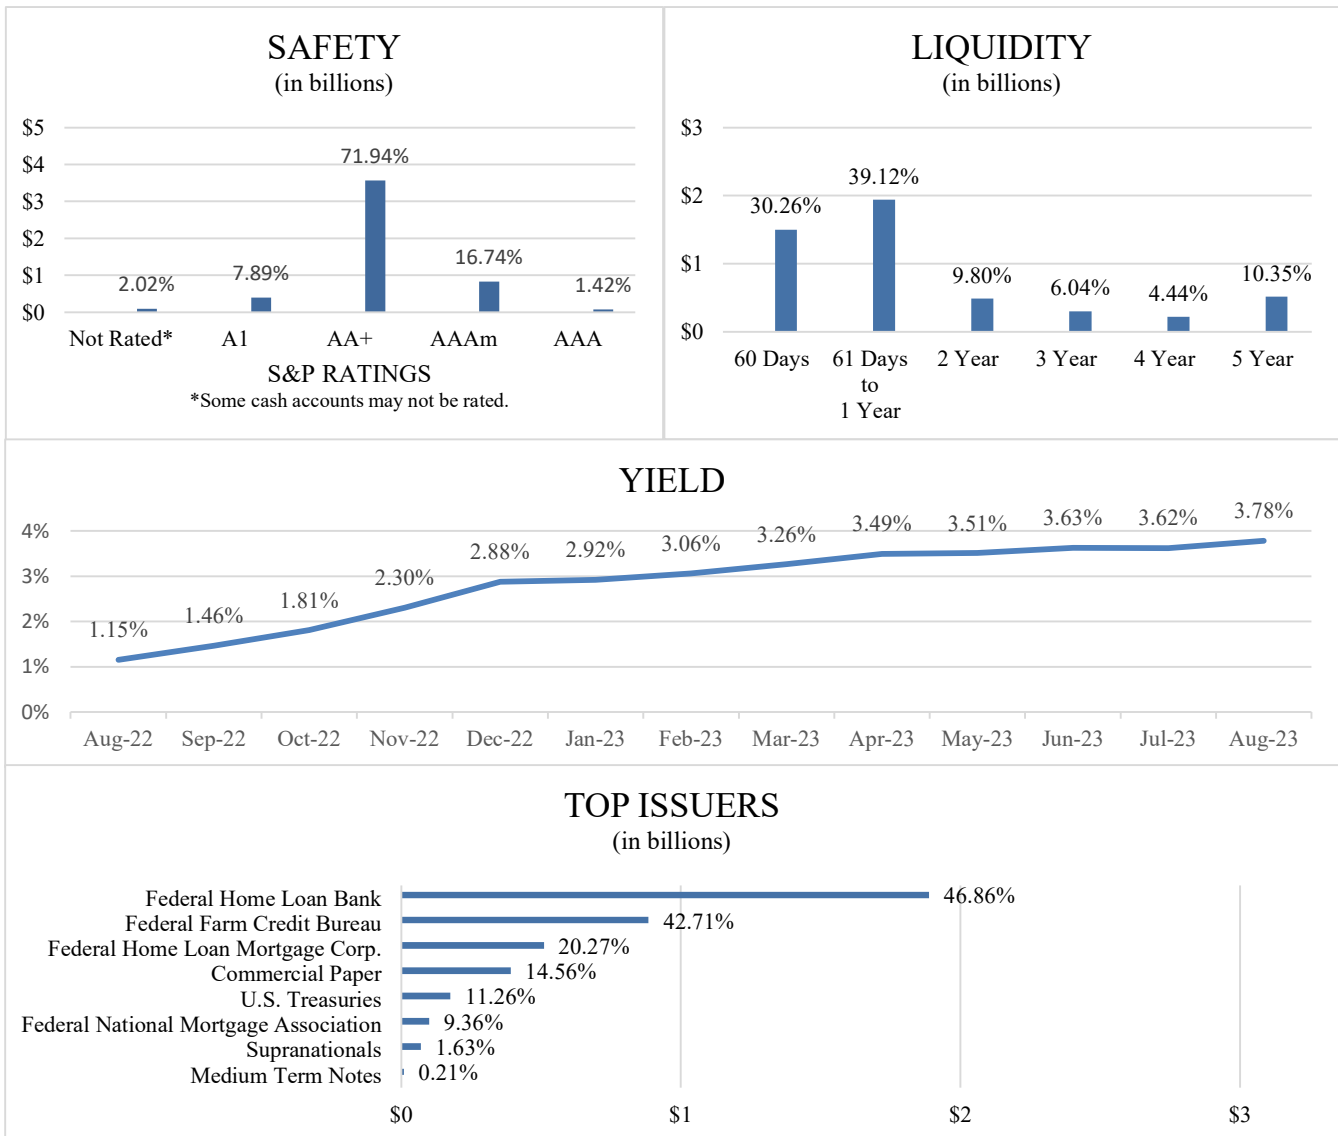 SAFETY
(in billions)
$5
$4
$3
$2
$1
$0
2.02%
7.89%
71.94%
16.74%
1.42%
Not Rated*
A1
AA+
AAAm
AAA
S&P RATINGS
*Some cash accounts may not be rated.
LIQUIDITY
(in billions)
$3
$2
$1
$0
30.26%
39.12%
9.80%
6.04%
4.44%
10.35%
60 Days
61 Days
to
1 Year
2 Year
3 Year
4 Year
5 Year
YIELD
4%
3%
2%
1%
0%
1.15%
1.46%
1.81%
2.30%
2.88%
2.92%
3.06%
3.26%
3.49%
3.51%
3.63%
3.62%
3.78%
Aug-22
Sep-22
Oct-22
Nov-22
Dec-22
Jan-23
Feb-23
Mar-23
Apr-23
May-23
Jun-23
Jul-23
Aug-23
TOP ISSUERS
(in billions)
Federal Home Loan Bank 46.86%
Federal Farm Credit Bureau 42.71%
Federal Home Loan Mortgage Corp. 20.27%
Commercial Paper 14.56%
U.S. Treasuries 11.26%
Federal National Mortgage Association 9.36%
Supranationals 1.63%
Medium Term Notes 0.21%
$0
$1
$2
$3